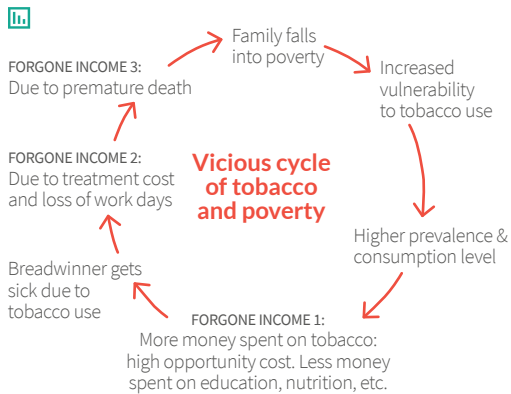 Family falls
into poverty
Increased
vulnerability
to tobacco use
Higher prevalence &
consumption level
FORGONE INCOME 1:
More money spent on tobacco:
high opportunity cost. Less money
spent on education, nutrition, etc.
Breadwinner gets
sick due to
tobacco use
FORGONE INCOME 2:
Due to treatment cost
and loss of work days
FORGONE INCOME 3:
Due to premature death
Vicious cycle
of tobacco
and poverty